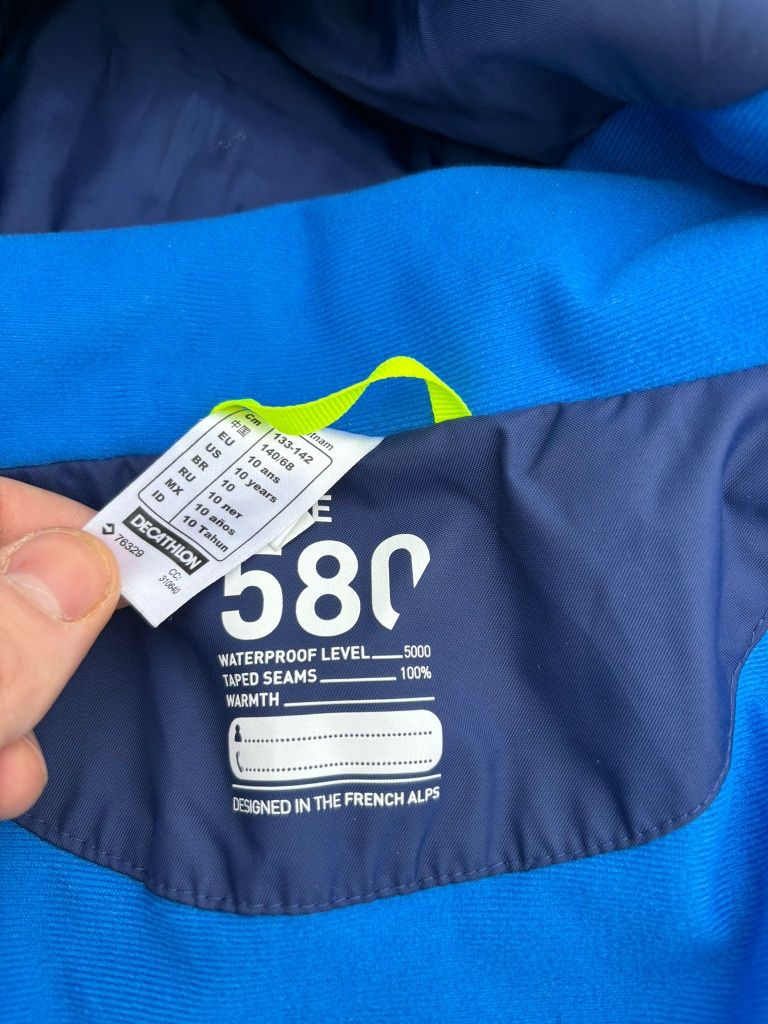 Cm 133-142
中国 140/68
EU 10 ans
US 10 years
BR 10
RU 10 лет
MX 10 años
ID 10 Tahun
DECATHLON
76329
CC:
310640
580
WATERPROOF LEVEL 5000
TAPED SEAMS 100%
WARMTH
DESIGNED IN THE FRENCH ALPS